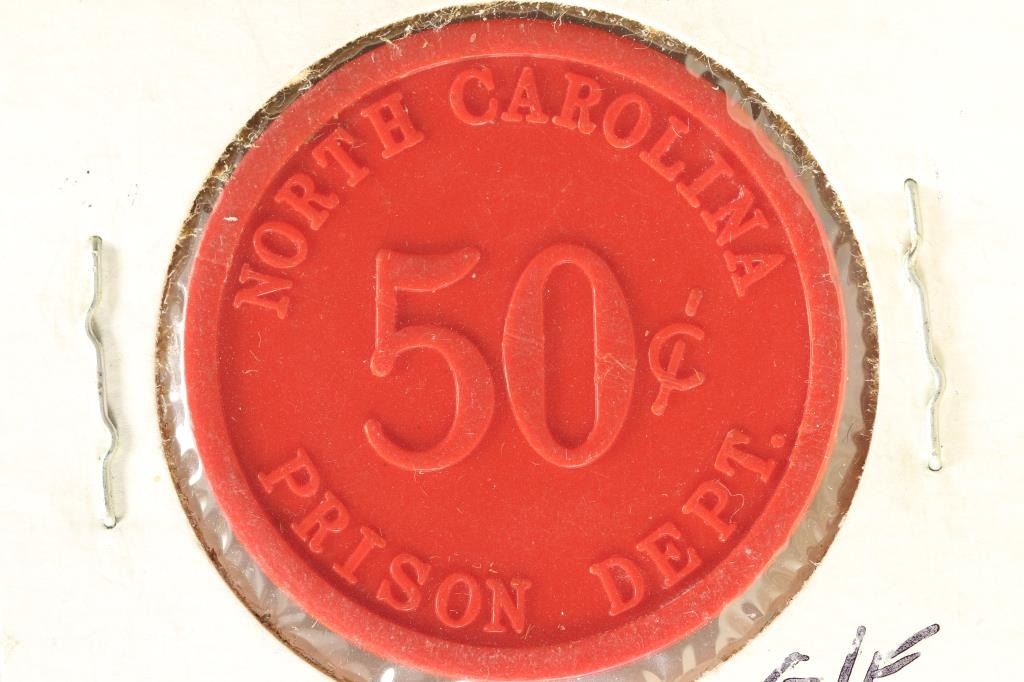 NORTH CAROLINA
50¢
PRISON DEPT.